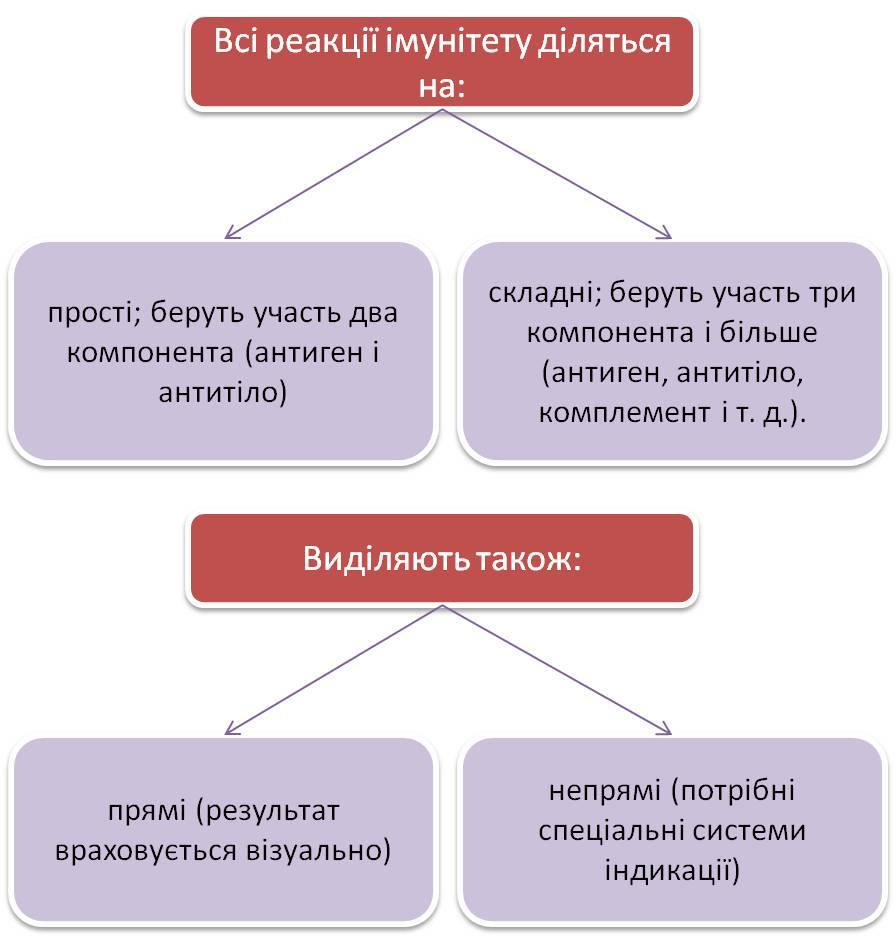 Всі реакції імунітету діляться
на:
прості; беруть участь два
компонента (антиген і
антитіло)
складні; беруть участь три
компонента і більше
(антиген, антитіло,
комплемент і т. д.).
Виділяють також:
прямі (результат
враховується візуально)
непрямі (потрібні
спеціальні системи
індикації)